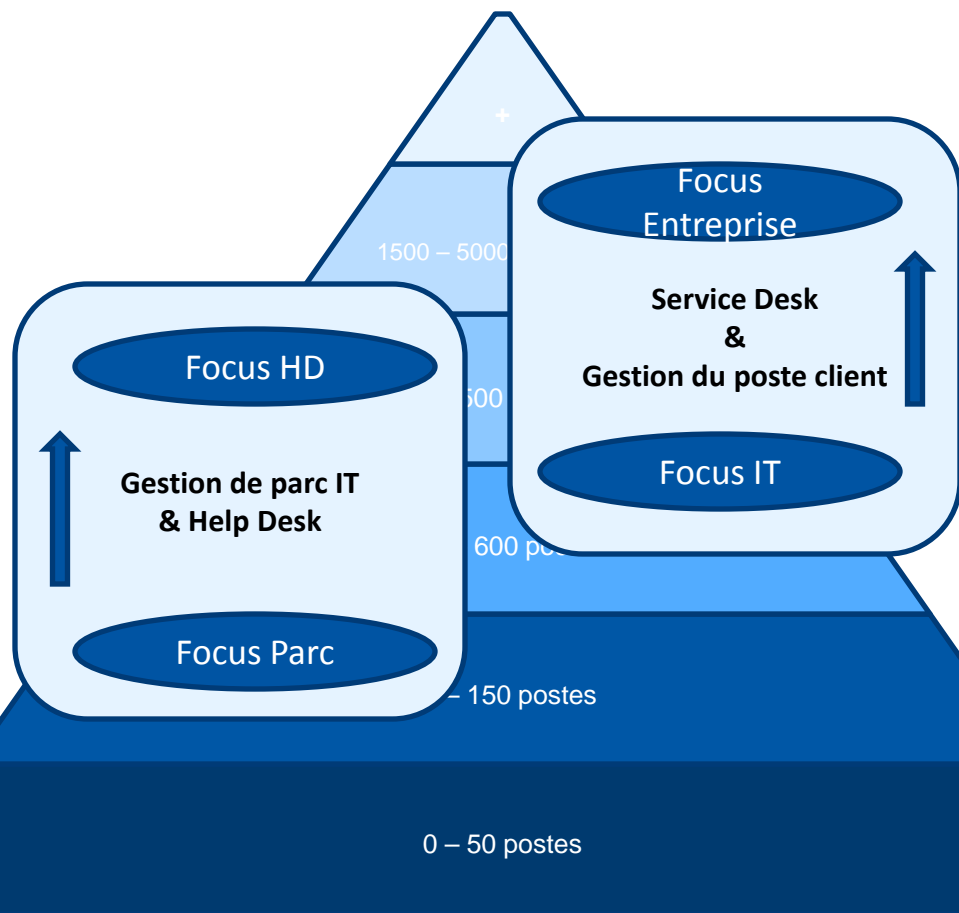 +
Focus
Entreprise
1500 – 5000
Service Desk
&
Gestion du poste client
Focus HD
Focus IT
Gestion de parc IT
& Help Desk
600
Focus Parc
– 150 postes
0 – 50 postes